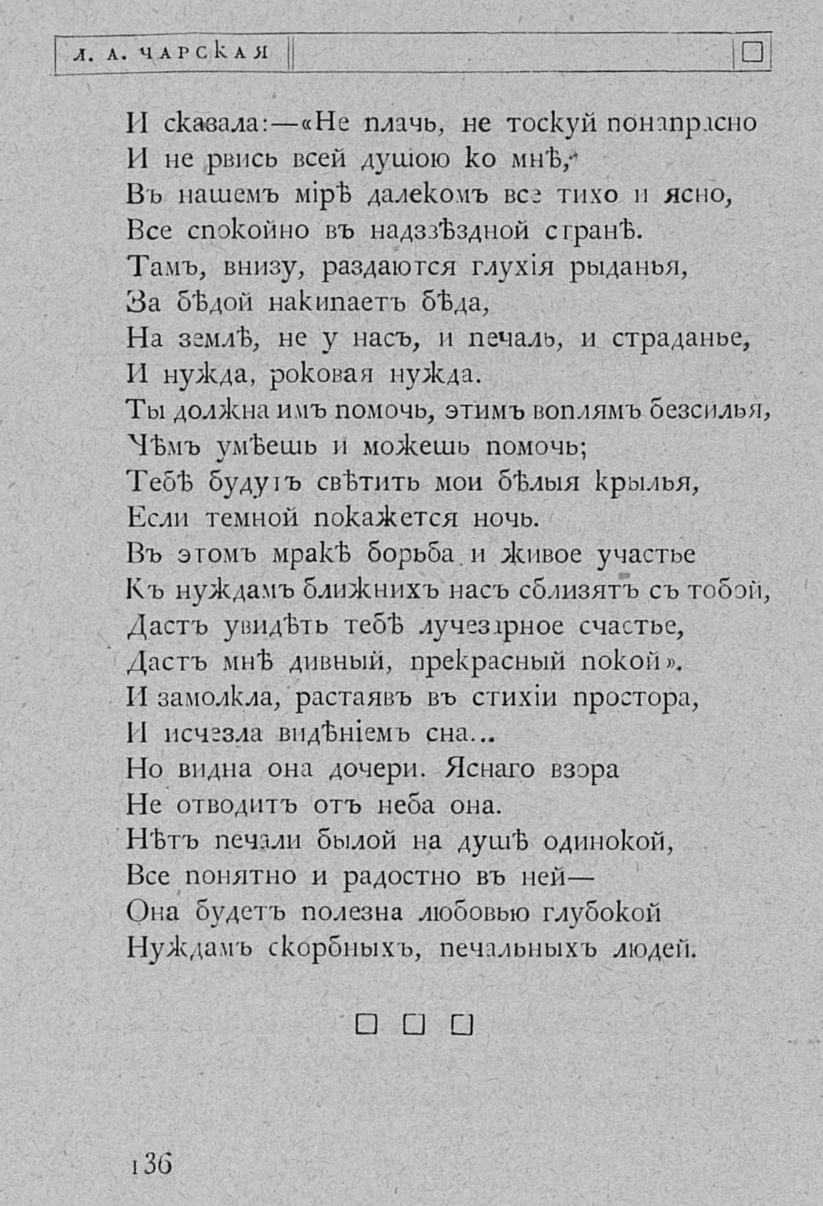 Л. А. ЧАРСКАЯ
И сказала:—«Не плачь, не тоскуй понапрасно
И не рвись всей душою ко мнѣ,
Въ нашемъ мірѣ далекомъ все тихо и ясно,
Все спокойно въ надзвѣздной странѣ.
Тамъ, внизу, раздаются глухія рыданья,
За бѣдой накипаетъ бѣда,
На землѣ, не у насъ, и печаль, и страданье,
И нужда, роковая нужда.
Ты должна имъ помочь, этимъ воплямъ безсилья,
Чѣмъ умѣешь и можешь помочь;
Тебѣ будутъ свѣтить мои бѣлыя крылья,
Если темной покажется ночь.
Въ этомъ мракѣ борьба и живое участье
Къ нуждамъ ближнихъ насъ сблизятъ съ тобой,
Дастъ увидѣть тебѣ лучезарное счастье,
Дастъ мнѣ дивный, прекрасный покой».
И замолкла, растаявъ въ стихіи простора,
И исчезла видѣніемъ сна...
Но видна она дочери. Яснаго взора
Не отводитъ отъ неба она.
Нѣтъ печали былой на душѣ одинокой,
Все понятно и радостно въ ней—
Она будетъ полезна любовью глубокой
Нуждамъ скорбныхъ, печальныхъ людей.
136